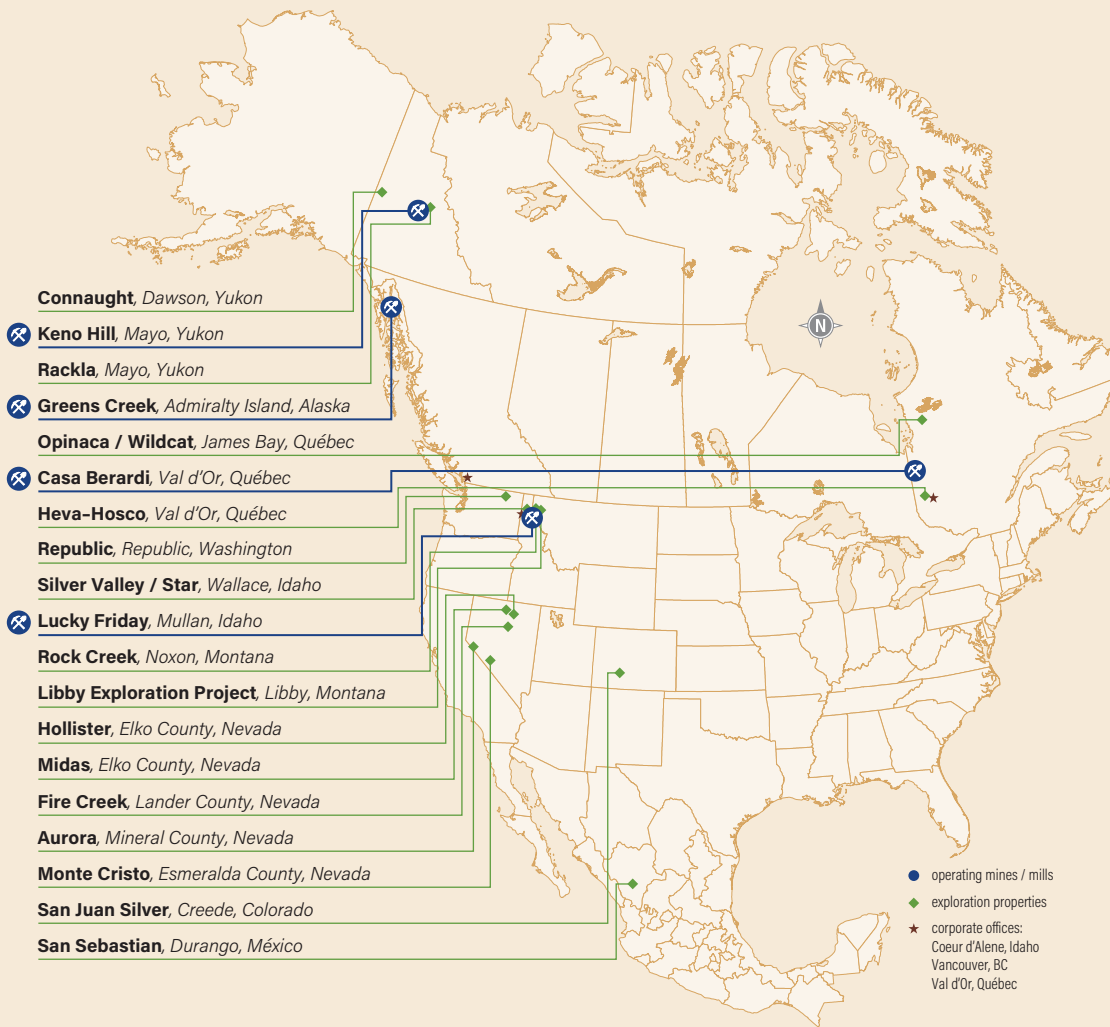 Connaught, Dawson, Yukon
Keno Hill, Mayo, Yukon
Rackla, Mayo, Yukon
Greens Creek, Admiralty Island, Alaska
Opinaca / Wildcat, James Bay, Québec
Casa Berardi, Val d'Or, Québec
Heva-Hosco, Val d'Or, Québec
Republic, Republic, Washington
Silver Valley / Star, Wallace, Idaho
Lucky Friday, Mullan, Idaho
Rock Creek, Noxon, Montana
Libby Exploration Project, Libby, Montana
Hollister, Elko County, Nevada
Midas, Elko County, Nevada
Fire Creek, Lander County, Nevada
Aurora, Mineral County, Nevada
Monte Cristo, Esmeralda County, Nevada
San Juan Silver, Creede, Colorado
San Sebastian, Durango, México
N
operating mines / mills
exploration properties
corporate offices:
Coeur d'Alene, Idaho
Vancouver, BC
Val d'Or, Québec